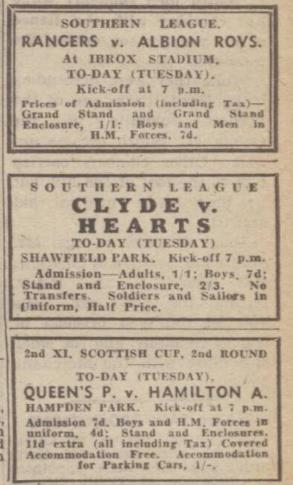 SOUTHERN LEAGUE.
RANGERS v. ALBION ROVS.
At IBROX STADIUM,
TO-DAY (TUESDAY).
Kick-off at 7 p.m.
Prices of Admission (including Tax)—
Grand Stand and Grand Stand
Enclosure, 1/1; Boys and Men in
H.M. Forces, 7d.
SOUTHERN LEAGUE
CLYDE v.
HEARTS
TO-DAY (TUESDAY)
SHAWFIELD PARK. Kick-off 7 p.m.
Admission—Adults, 1/1; Boys, 7d;
Stand and Enclosure, 2/3. No
Transfers. Soldiers and Sailors in
Uniform, Half Price.
2nd XI. SCOTTISH CUP, 2nd ROUND
TO-DAY (TUESDAY),
QUEEN'S P. v. HAMILTON A.
HAMPDEN PARK. Kick-off at 7 p.m.
Admission 7d, Boys and H.M. Forces in
uniform, 4d; Stand and Enclosures,
11d extra (all including Tax) Covered
Accommodation Free. Accommodation
for Parking Cars, 1/-.